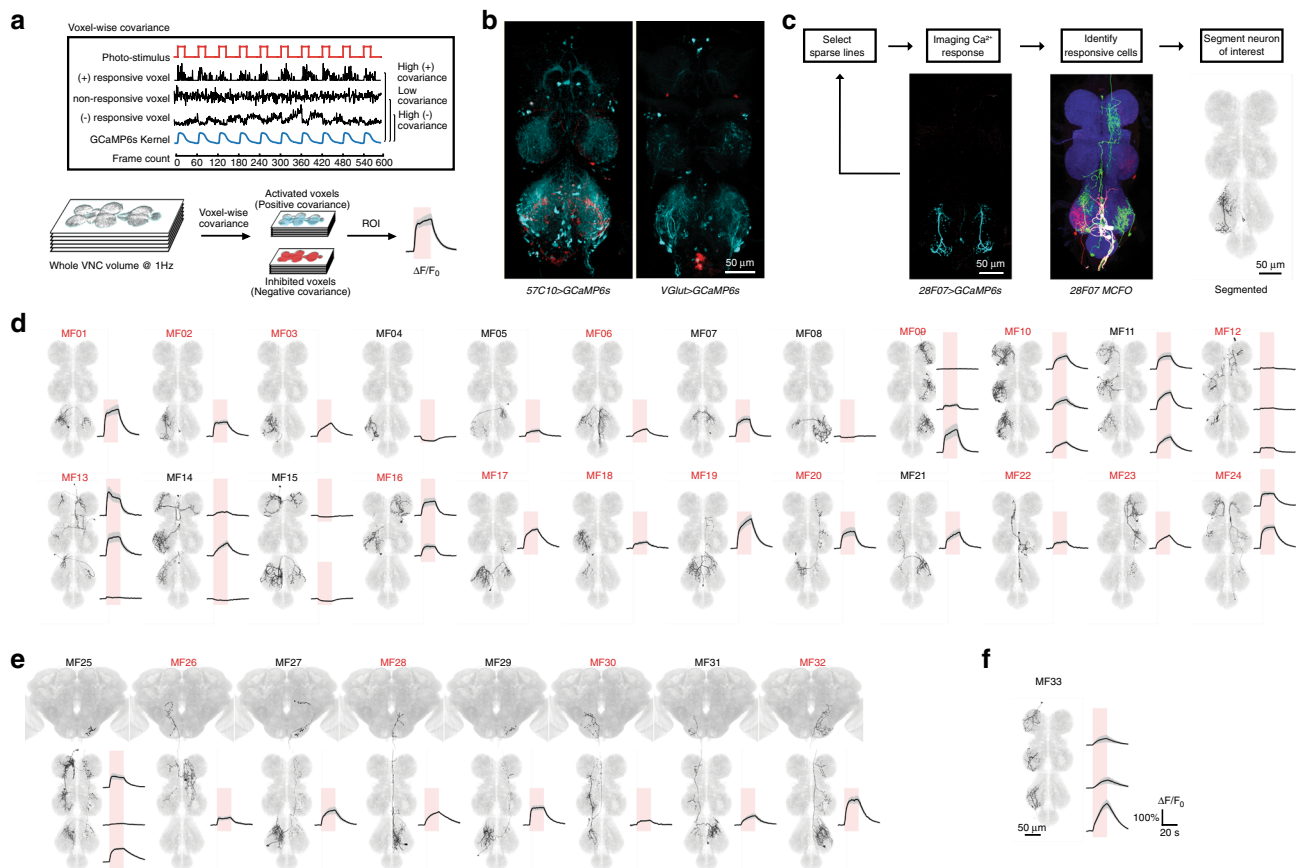 a
Voxel-wise covariance
Photo-stimulus
(+) responsive voxel
non-responsive voxel
(-) responsive voxel
GCaMP6s Kernel
Frame count
0 60 120 180 240 300 360 420 480 540 600
High (+)
covariance
Low
covariance
High (-)
covariance
Whole VNC volume @ 1Hz
Voxel-wise
covariance
Activated voxels
(Positive covariance)
Inhibited voxels
(Negative covariance)
ROI
ΔF/F0
b
50 μm
57C10>GCaMP6s
VGlut>GCaMP6s
c
Select
sparse lines
Imaging Ca2+
response
Identify
responsive cells
Segment neuron
of interest
50 μm
50 μm
28F07>GCaMP6s
28F07 MCFO
Segmented
d
MF01 MF02 MF03 MF04 MF05 MF06 MF07 MF08 MF09 MF10 MF11 MF12
MF13 MF14 MF15 MF16 MF17 MF18 MF19 MF20 MF21 MF22 MF23 MF24
e
MF25 MF26 MF27 MF28 MF29 MF30 MF31 MF32
f
MF33
50 μm
ΔF/F0
100%
20 s